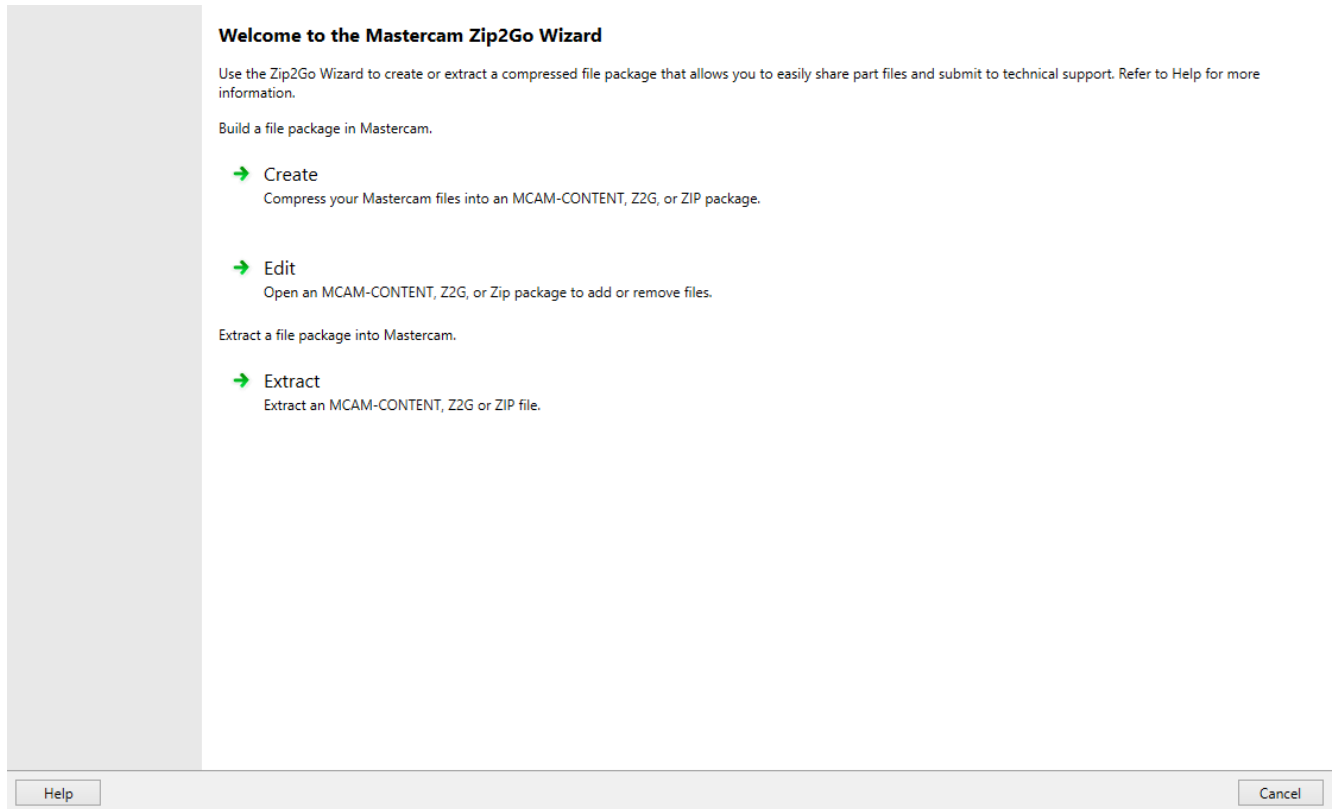 Welcome to the Mastercam Zip2Go Wizard
Use the Zip2Go Wizard to create or extract a compressed file package that allows you to easily share part files and submit to technical support. Refer to Help for more
information.
Build a file package in Mastercam.
Create
Compress your Mastercam files into an MCAM-CONTENT, Z2G, or ZIP package.
Edit
Open an MCAM-CONTENT, Z2G, or Zip package to add or remove files.
Extract a file package into Mastercam.
Extract
Extract an MCAM-CONTENT, Z2G or ZIP file.
Help
Cancel